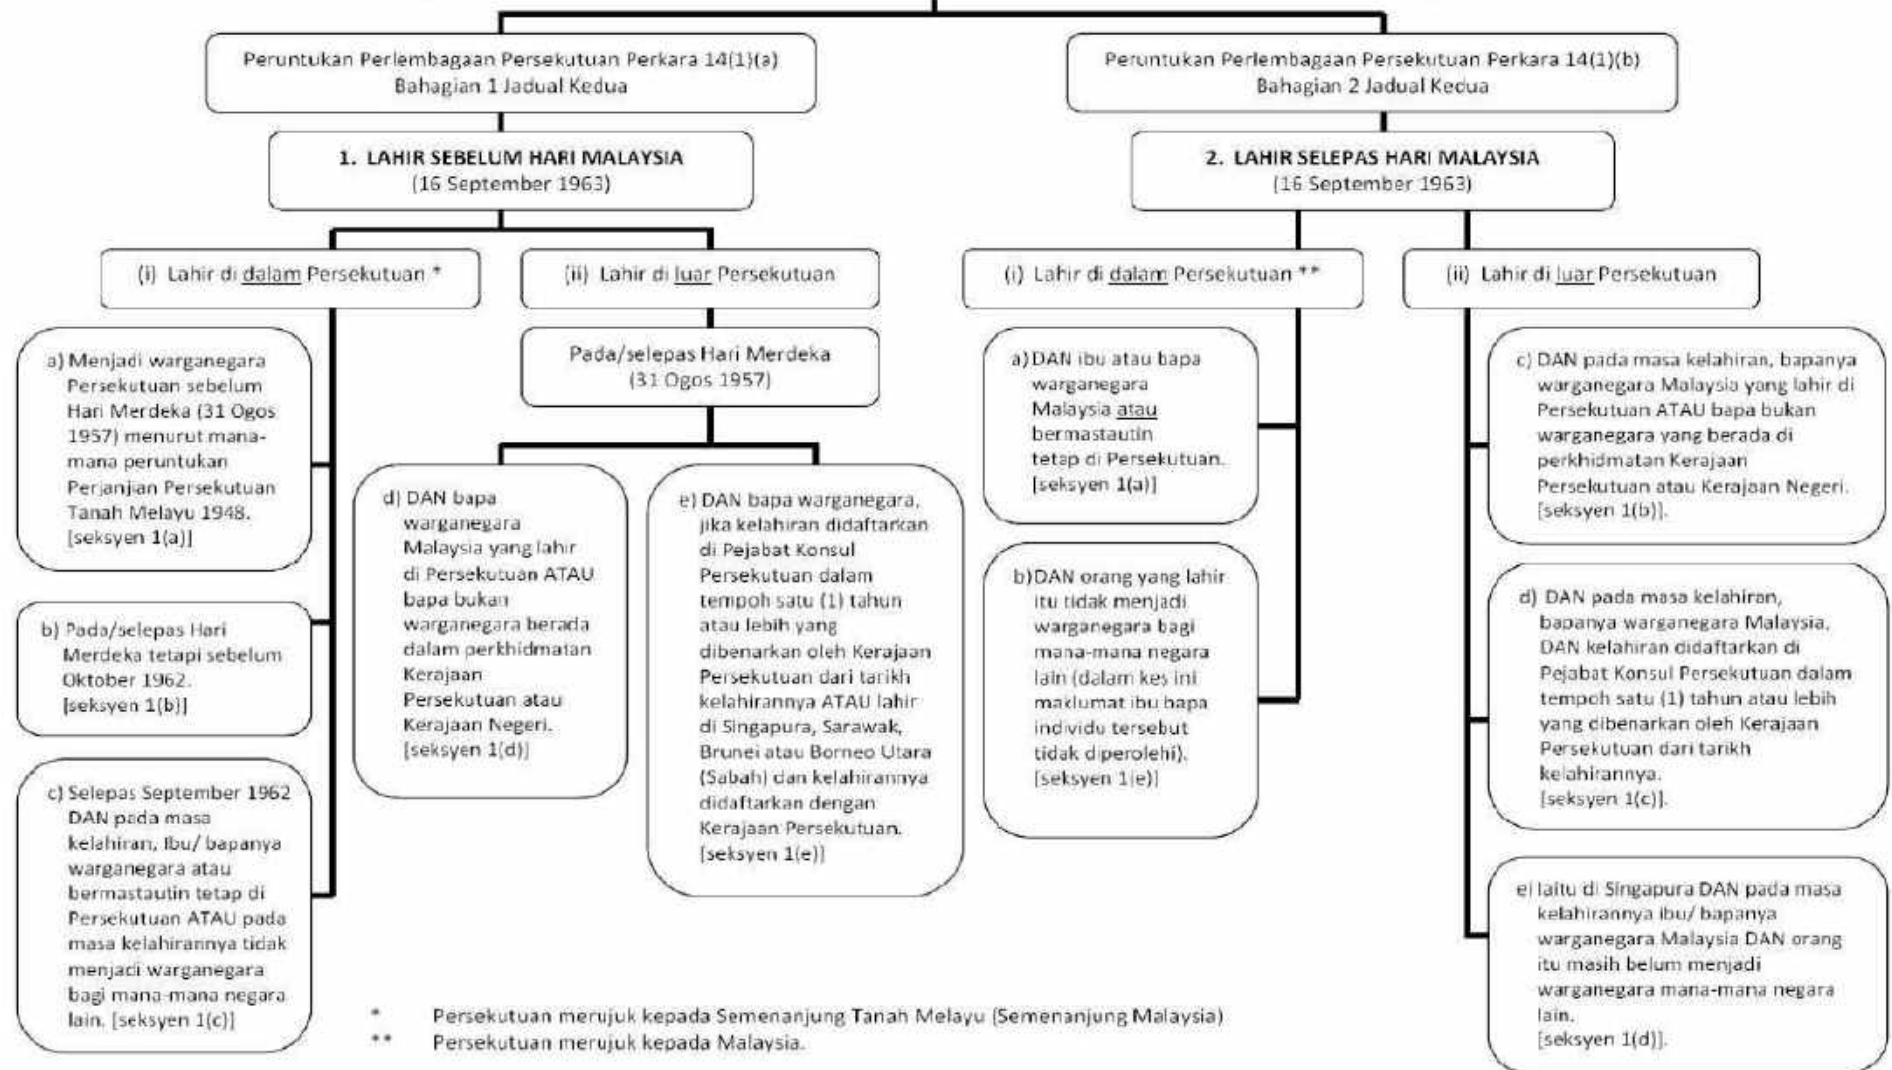 Peruntukan Perlembagaan Persekutuan Perkara 14(1)(a)
Bahagian 1 Jadual Kedua
1. LAHIR SEBELUM HARI MALAYSIA
(16 September 1963)
(i) Lahir di dalam Persekutuan *
a) Menjadi warganegara
Persekutuan sebelum
Hari Merdeka (31 Ogos
1957) menurut mana-
mana peruntukan
Perjanjian Persekutuan
Tanah Melayu 1948.
[seksyen 1(a)]
b) Pada/selepas Hari
Merdeka tetapi sebelum
Oktober 1962.
[seksyen 1(b)]
c) Selepas September 1962
DAN pada masa
kelahiran, Ibu/ bapanya
warganegara atau
bermastautin tetap di
Persekutuan ATAU pada
masa kelahirannya tidak
menjadi warganegara
bagi mana-mana negara
lain. [seksyen 1(c)]
(ii) Lahir di luar Persekutuan
Pada/selepas Hari Merdeka
(31 Ogos 1957)
d) DAN bapa
warganegara
Malaysia yang lahir
di Persekutuan ATAU
bapa bukan
warganegara berada
dalam perkhidmatan
Kerajaan
Persekutuan atau
Kerajaan Negeri.
[seksyen 1(d)]
e) DAN bapa warganegara,
jika kelahiran didaftarkan
di Pejabat Konsul
Persekutuan dalam
tempoh satu (1) tahun
atau lebih yang
dibenarkan oleh Kerajaan
Persekutuan dari tarikh
kelahirannya ATAU lahir
di Singapura, Sarawak,
Brunei atau Borneo Utara
(Sabah) dan kelahirannya
didaftarkan dengan
Kerajaan Persekutuan.
[seksyen 1(e)]
Peruntukan Perlembagaan Persekutuan Perkara 14(1)(b)
Bahagian 2 Jadual Kedua
2. LAHIR SELEPAS HARI MALAYSIA
(16 September 1963)
(i) Lahir di dalam Persekutuan **
a) DAN ibu atau bapa
warganegara
Malaysia atau
bermastautin
tetap di Persekutuan.
[seksyen 1(a)]
b) DAN orang yang lahir
itu tidak menjadi
warganegara bagi
mana-mana negara
lain (dalam kes ini
maklumat ibu bapa
individu tersebut
tidak diperolehi).
[seksyen 1(e)]
(ii) Lahir di luar Persekutuan
c) DAN pada masa kelahiran, bapanya
warganegara Malaysia yang lahir di
Persekutuan ATAU bapa bukan
warganegara yang berada di
perkhidmatan Kerajaan
Persekutuan atau Kerajaan Negeri.
[seksyen 1(b)].
d) DAN pada masa kelahiran,
bapanya warganegara Malaysia,
DAN kelahiran didaftarkan di
Pejabat Konsul Persekutuan dalam
tempoh satu (1) tahun atau lebih
yang dibenarkan oleh Kerajaan
Persekutuan dari tarikh
kelahirannya.
[seksyen 1(c)].
e) Iaitu di Singapura DAN pada masa
kelahirannya ibu/ bapanya
warganegara Malaysia DAN orang
itu masih belum menjadi
warganegara mana-mana negara
lain.
[seksyen 1(d)].
* Persekutuan merujuk kepada Semenanjung Tanah Melayu (Semenanjung Malaysia)
** Persekutuan merujuk kepada Malaysia.